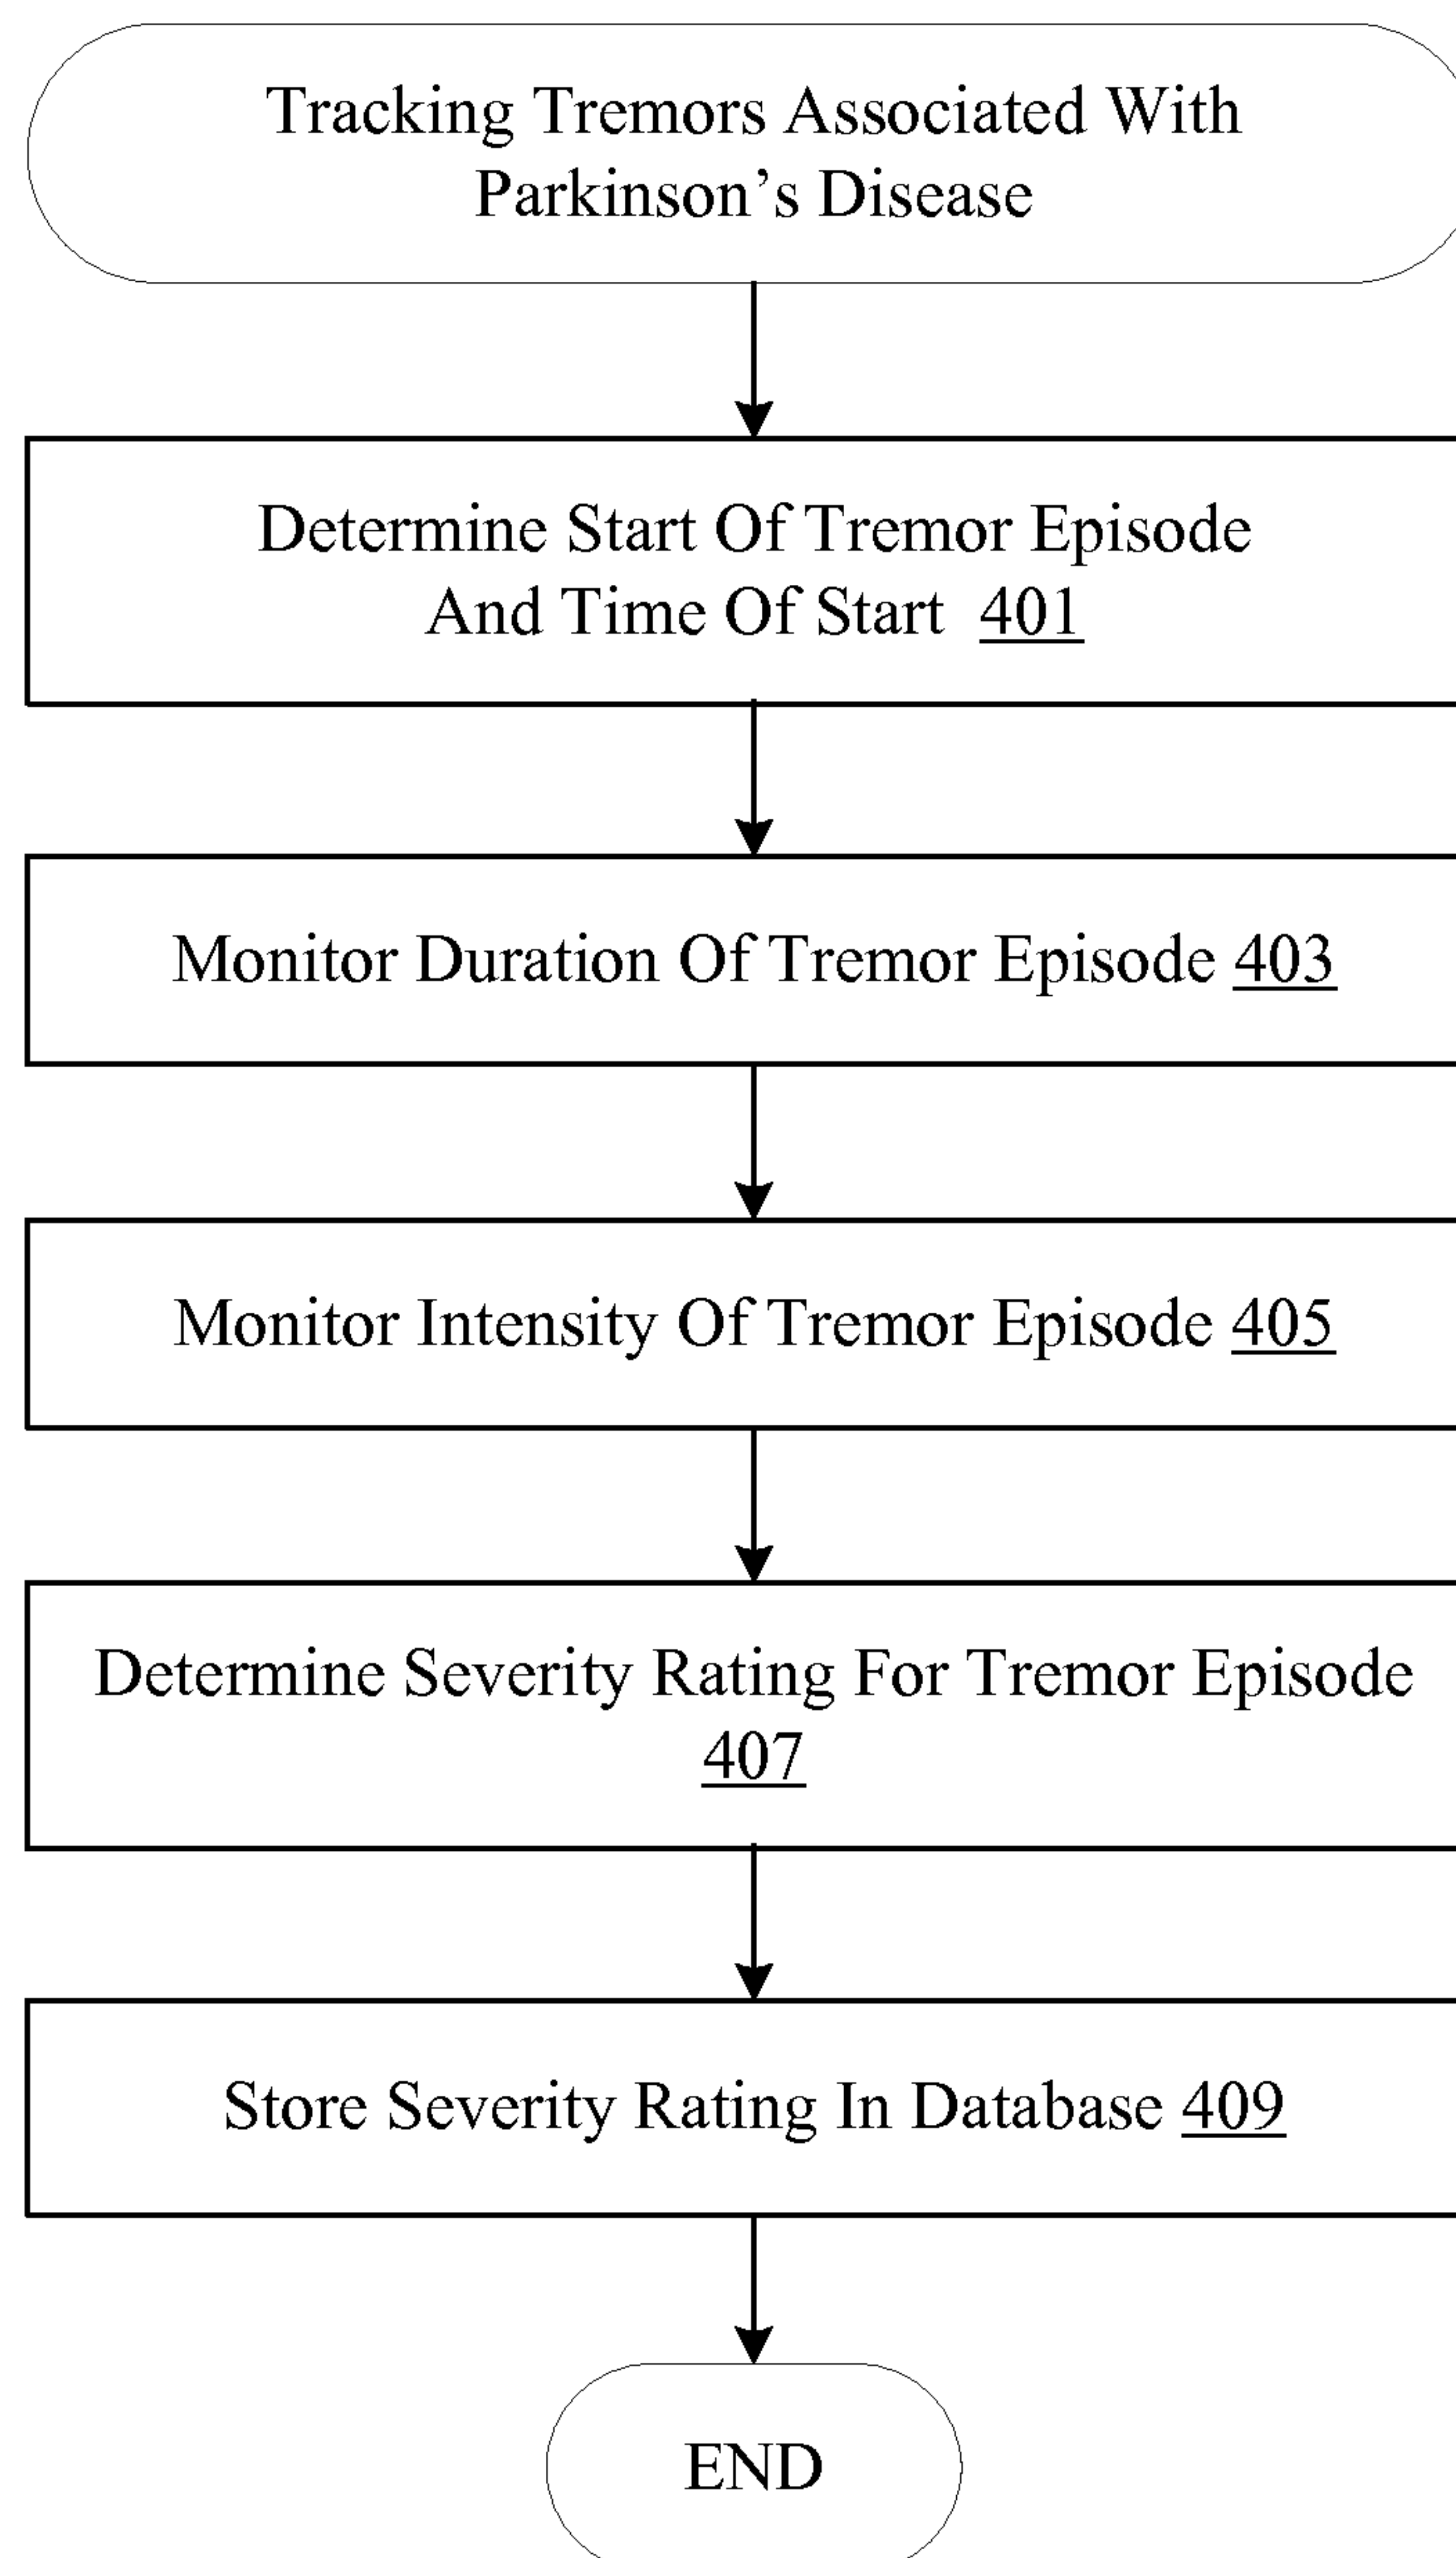 Tracking Tremors Associated With
Parkinson's Disease
Determine Start Of Tremor Episode
And Time Of Start 401
Monitor Duration Of Tremor Episode 403
Monitor Intensity Of Tremor Episode 405
Determine Severity Rating For Tremor Episode
407
Store Severity Rating In Database 409
END